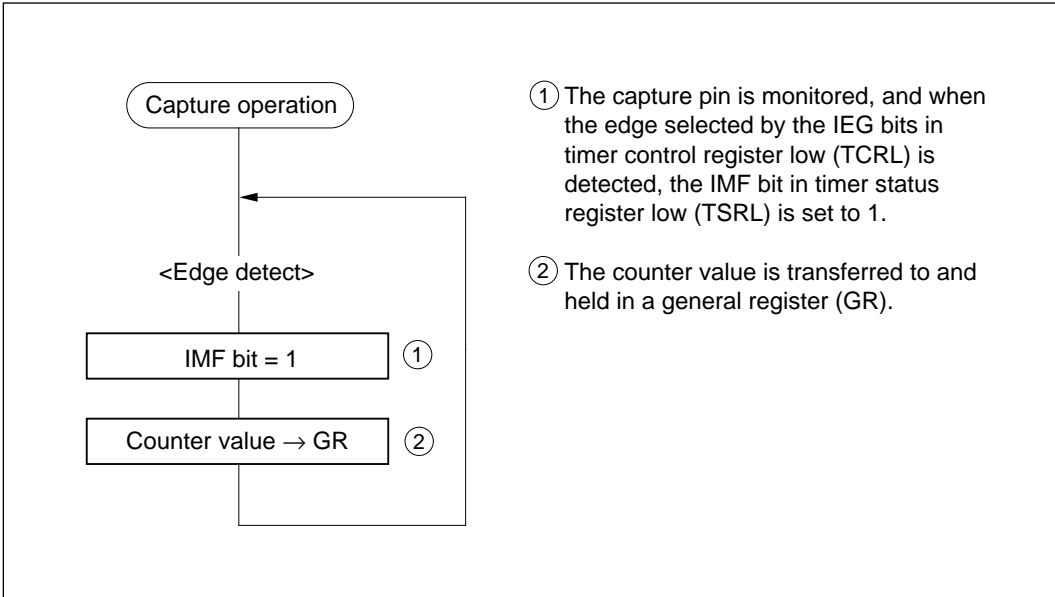 Capture operation
<Edge detect>
IMF bit = 1
①
Counter value → GR
②
① The capture pin is monitored, and when
the edge selected by the IEG bits in
timer control register low (TCRL) is
detected, the IMF bit in timer status
register low (TSRL) is set to 1.
② The counter value is transferred to and
held in a general register (GR).